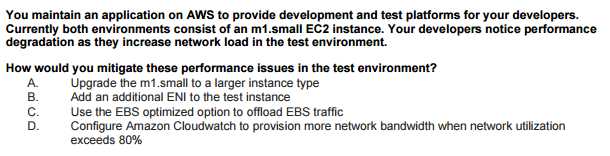 You maintain an application on AWS to provide development and test platforms for your developers.
Currently both environments consist of an m1.small EC2 instance. Your developers notice performance
degradation as they increase network load in the test environment.
How would you mitigate these performance issues in the test environment?
A. Upgrade the m1.small to a larger instance type
B. Add an additional ENI to the test instance
C. Use the EBS optimized option to offload EBS traffic
D. Configure Amazon Cloudwatch to provision more network bandwidth when network utilization
exceeds 80%